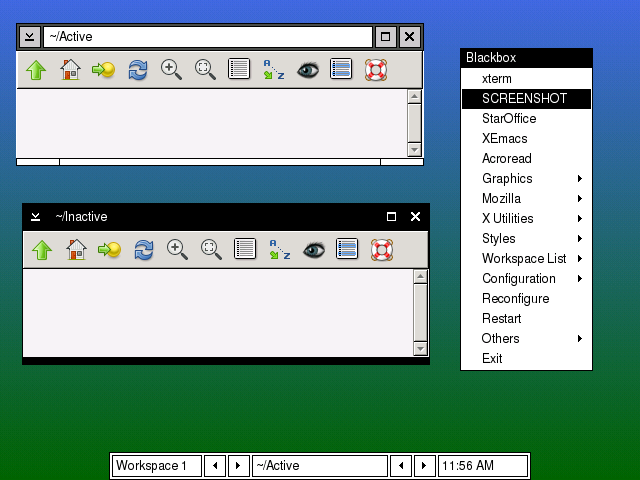 ~/Active
A
Z
~/Inactive
A
Z
Blackbox
xterm
SCREENSHOT
StarOffice
XEmacs
Acroread
Graphics
Mozilla
X Utilities
Styles
Workspace List
Configuration
Reconfigure
Restart
Others
Exit
Workspace 1
~/Active
11:56 AM